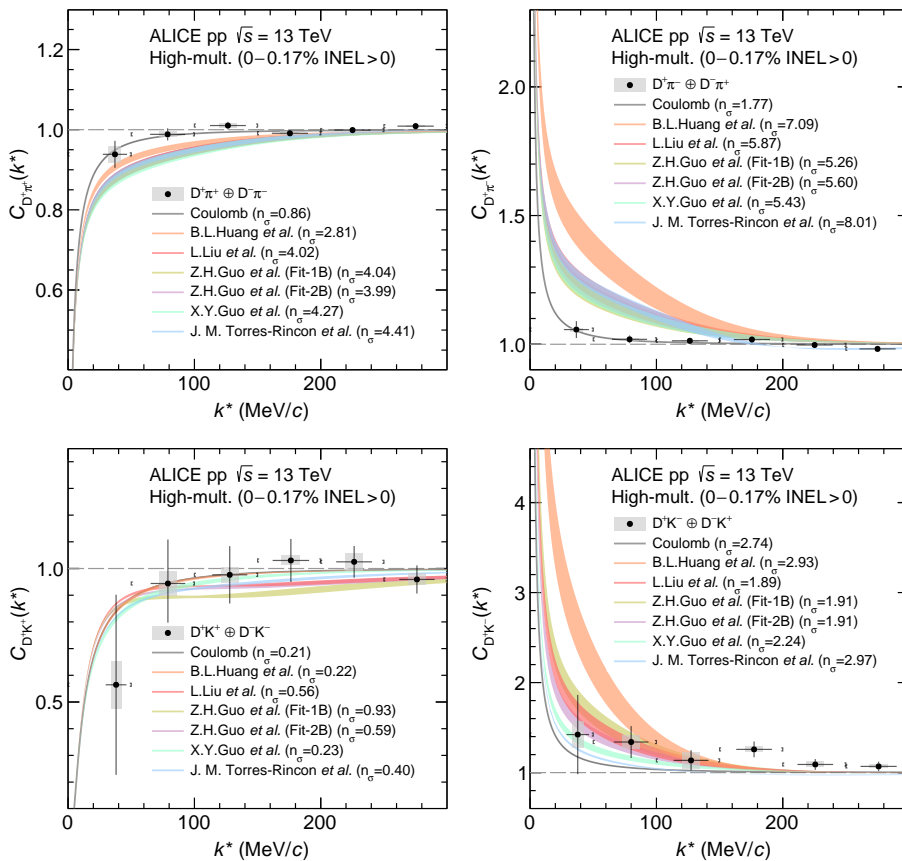 ALICE pp √s = 13 TeV
High-mult. (0−0.17% INEL>0)
D⁺π⁺ ⊕ D⁻π⁻
Coulomb (nσ=0.86)
B.L.Huang et al. (nσ=2.81)
L.Liu et al. (nσ=4.02)
Z.H.Guo et al. (Fit-1B) (nσ=4.04)
Z.H.Guo et al. (Fit-2B) (nσ=3.99)
X.Y.Guo et al. (nσ=4.27)
J. M. Torres-Rincon et al. (nσ=4.41)
C_D⁺π⁺(k*)
1.2
1.0
0.8
0.6
0 100 200
k* (MeV/c)
ALICE pp √s = 13 TeV
High-mult. (0−0.17% INEL>0)
D⁺π⁻ ⊕ D⁻π⁺
Coulomb (nσ=1.77)
B.L.Huang et al. (nσ=7.09)
L.Liu et al. (nσ=5.87)
Z.H.Guo et al. (Fit-1B) (nσ=5.26)
Z.H.Guo et al. (Fit-2B) (nσ=5.60)
X.Y.Guo et al. (nσ=5.43)
J. M. Torres-Rincon et al. (nσ=8.01)
C_D⁺π⁻(k*)
2.0
1.5
1.0
0 100 200
k* (MeV/c)
ALICE pp √s = 13 TeV
High-mult. (0−0.17% INEL>0)
D⁺K⁺ ⊕ D⁻K⁻
Coulomb (nσ=0.21)
B.L.Huang et al. (nσ=0.22)
L.Liu et al. (nσ=0.56)
Z.H.Guo et al. (Fit-1B) (nσ=0.93)
Z.H.Guo et al. (Fit-2B) (nσ=0.59)
X.Y.Guo et al. (nσ=0.23)
J. M. Torres-Rincon et al. (nσ=0.40)
C_D⁺K⁺(k*)
1.0
0.5
0 100 200
k* (MeV/c)
ALICE pp √s = 13 TeV
High-mult. (0−0.17% INEL>0)
D⁺K⁻ ⊕ D⁻K⁺
Coulomb (nσ=2.74)
B.L.Huang et al. (nσ=2.93)
L.Liu et al. (nσ=1.89)
Z.H.Guo et al. (Fit-1B) (nσ=1.91)
Z.H.Guo et al. (Fit-2B) (nσ=1.91)
X.Y.Guo et al. (nσ=2.24)
J. M. Torres-Rincon et al. (nσ=2.97)
C_D⁺K⁻(k*)
4
3
2
1
0 100 200
k* (MeV/c)